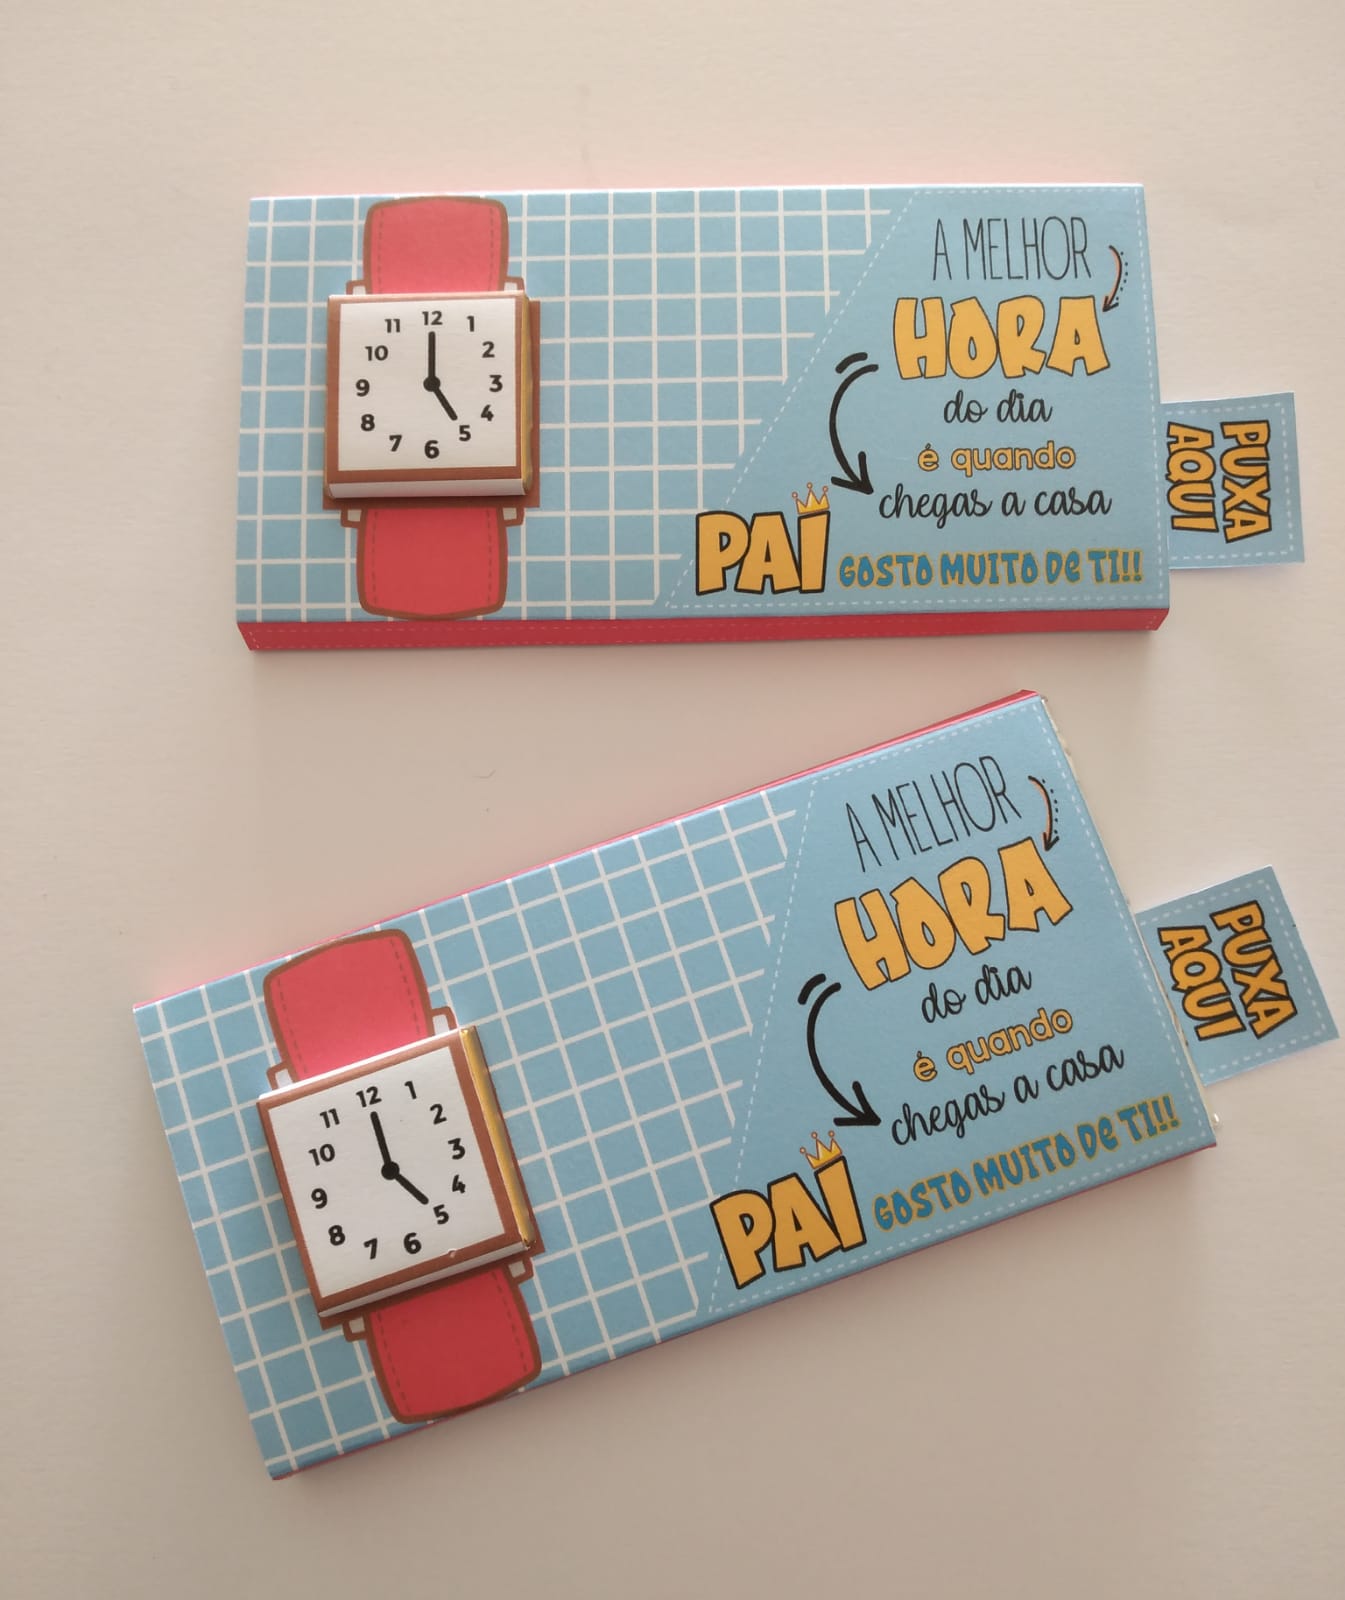 11 12 1
10 2
9 3
8 4
7 6 5
A MELHOR
HORA
do dia
é quando
chegas a casa
PAI GOSTO MUITO DE TI!!
PUXA
AQUI
11 12 1
10 2
9 3
8 4
7 6 5
A MELHOR
HORA
do dia
é quando
chegas a casa
PAI GOSTO MUITO DE TI!!
PUXA
AQUI